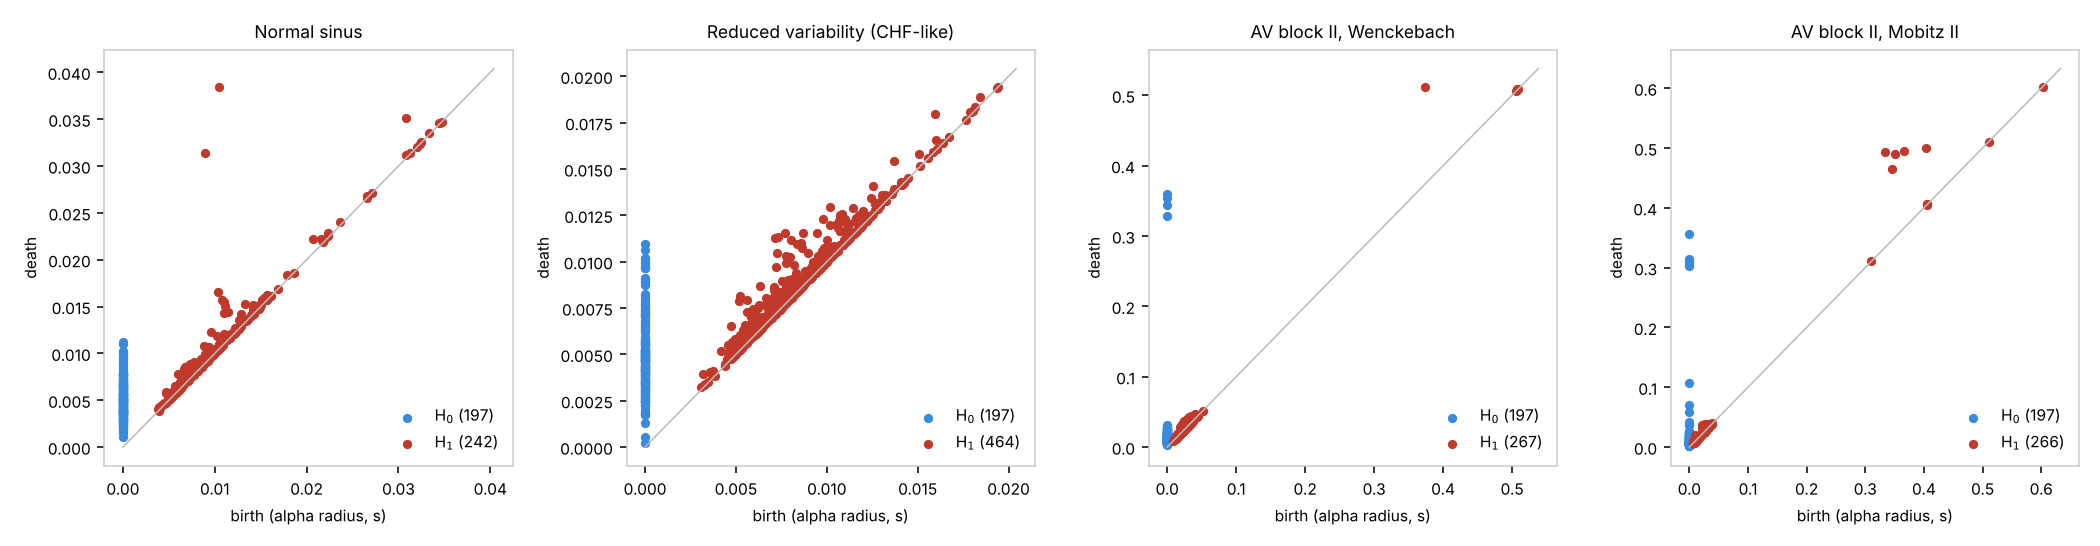 Normal sinus
0.040
0.035
0.030
0.025
0.020
0.015
0.010
0.005
0.000
death
0.00 0.01 0.02 0.03 0.04
birth (alpha radius, s)
H₀ (197)
H₁ (242)
Reduced variability (CHF-like)
0.0200
0.0175
0.0150
0.0125
0.0100
0.0075
0.0050
0.0025
0.0000
death
0.000 0.005 0.010 0.015 0.020
birth (alpha radius, s)
H₀ (197)
H₁ (464)
AV block II, Wenckebach
0.5
0.4
0.3
0.2
0.1
0.0
death
0.0 0.1 0.2 0.3 0.4 0.5
birth (alpha radius, s)
H₀ (197)
H₁ (267)
AV block II, Mobitz II
0.6
0.5
0.4
0.3
0.2
0.1
0.0
death
0.0 0.1 0.2 0.3 0.4 0.5 0.6
birth (alpha radius, s)
H₀ (197)
H₁ (266)